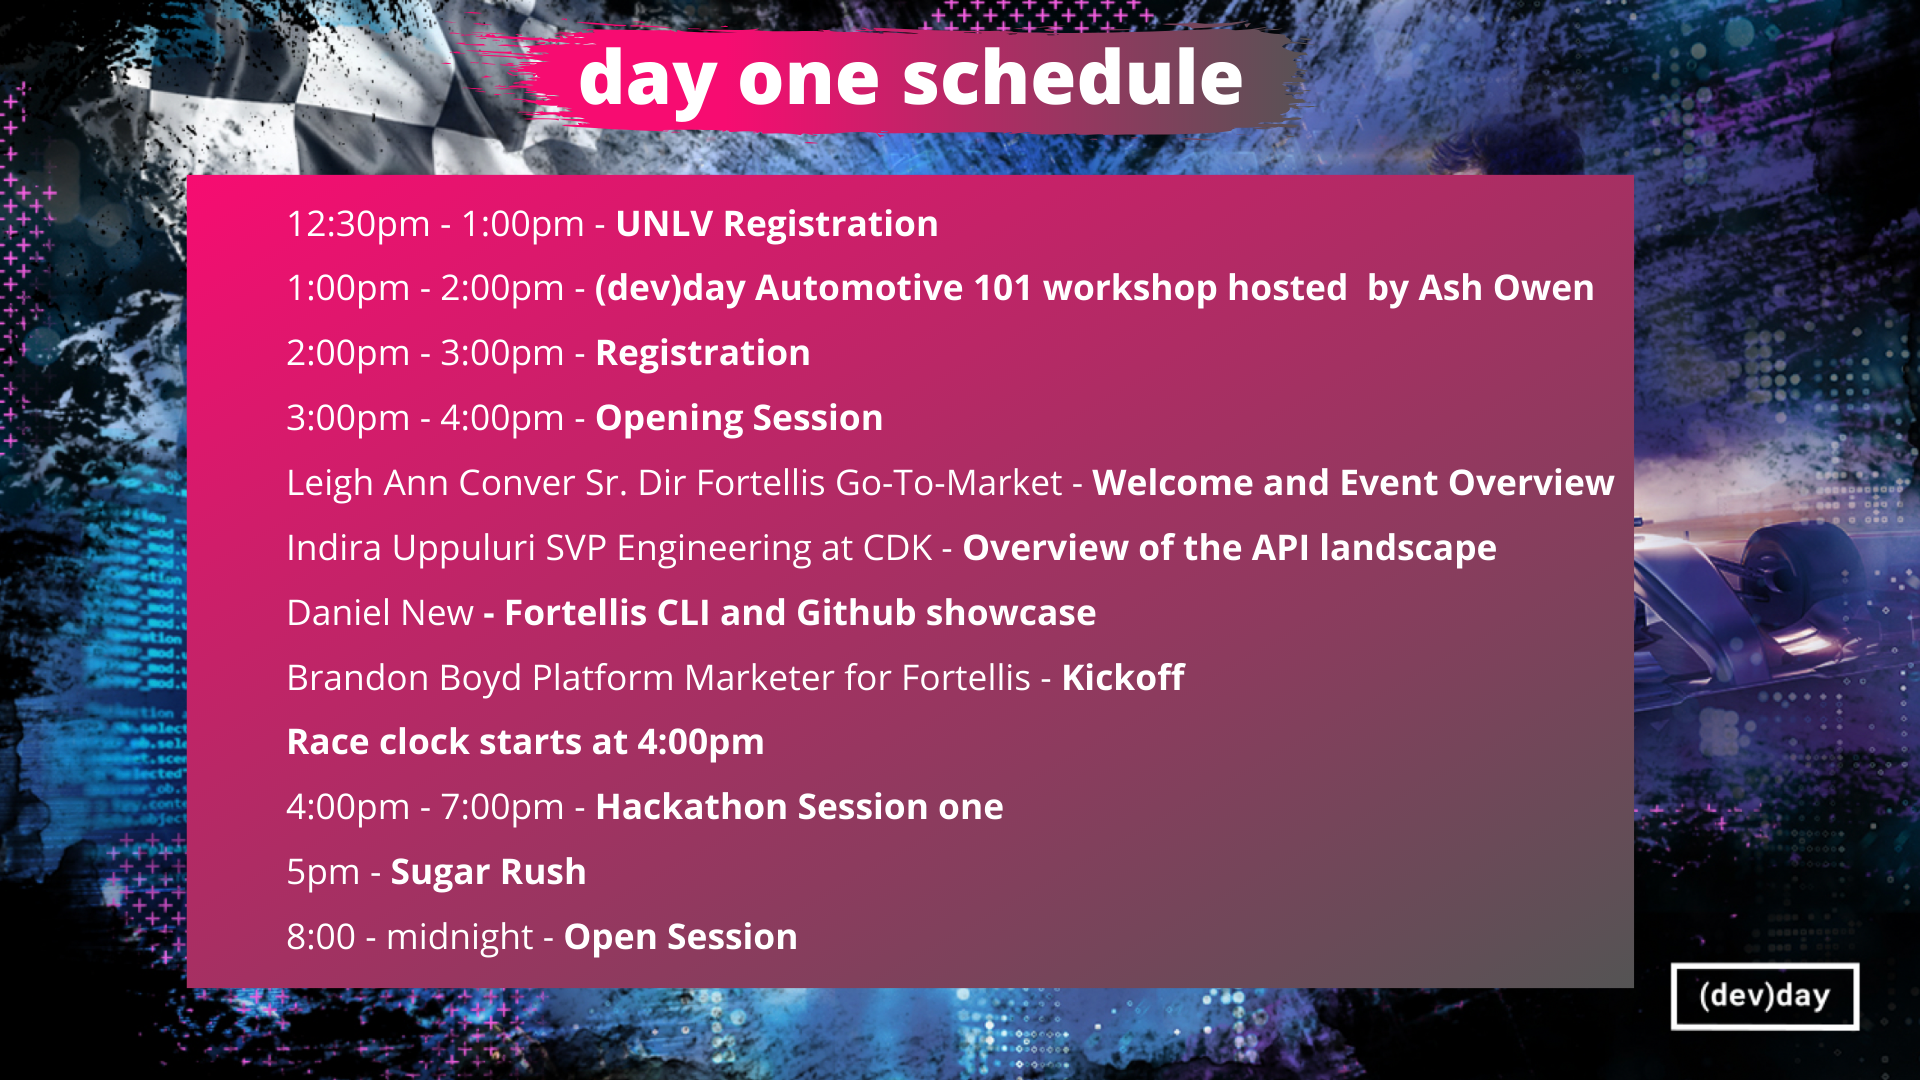 day one schedule
12:30pm - 1:00pm - UNLV Registration
1:00pm - 2:00pm - (dev)day Automotive 101 workshop hosted  by Ash Owen
2:00pm - 3:00pm - Registration
3:00pm - 4:00pm - Opening Session
Leigh Ann Conver Sr. Dir Fortellis Go-To-Market - Welcome and Event Overview
Indira Uppuluri SVP Engineering at CDK - Overview of the API landscape
Daniel New - Fortellis CLI and Github showcase
Brandon Boyd Platform Marketer for Fortellis - Kickoff
Race clock starts at 4:00pm
4:00pm - 7:00pm - Hackathon Session one
5pm - Sugar Rush
8:00 - midnight - Open Session
(dev)day